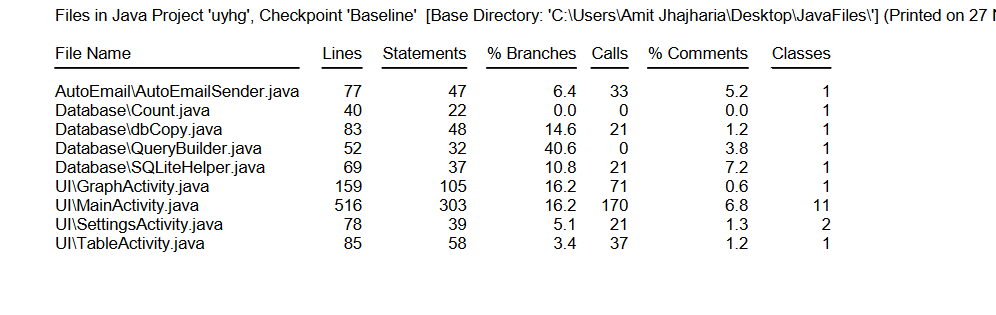 Files in Java Project 'uyhg', Checkpoint 'Baseline'  [Base Directory: 'C:\Users\Amit Jhajharia\Desktop\JavaFiles\'] (Printed on 27
File Name Lines Statements % Branches Calls % Comments Classes
AutoEmail\AutoEmailSender.java 77 47 6.4 33 5.2 1
Database\Count.java 40 22 0.0 0 0.0 1
Database\dbCopy.java 83 48 14.6 21 1.2 1
Database\QueryBuilder.java 52 32 40.6 0 3.8 1
Database\SQLiteHelper.java 69 37 10.8 21 7.2 1
UI\GraphActivity.java 159 105 16.2 71 0.6 1
UI\MainActivity.java 516 303 16.2 170 6.8 11
UI\SettingsActivity.java 78 39 5.1 21 1.3 2
UI\TableActivity.java 85 58 3.4 37 1.2 1